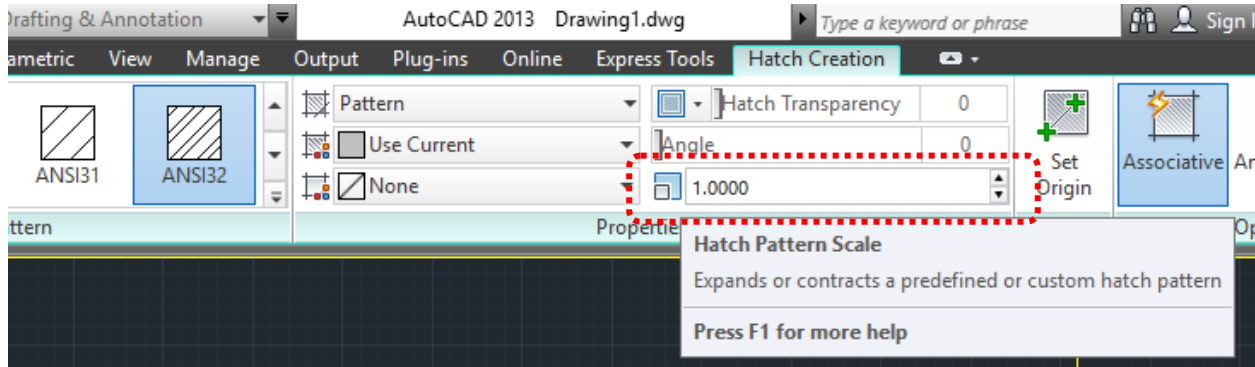 Drafting & Annotation AutoCAD 2013 Drawing1.dwg Type a keyword or phrase Sign
ametric View Manage Output Plug-ins Online Express Tools Hatch Creation
Pattern Hatch Transparency 0
Use Current Angle 0
None 1.0000
ANSI31 ANSI32
Set Origin
Associative
ttern Propertie
Hatch Pattern Scale
Expands or contracts a predefined or custom hatch pattern
Press F1 for more help